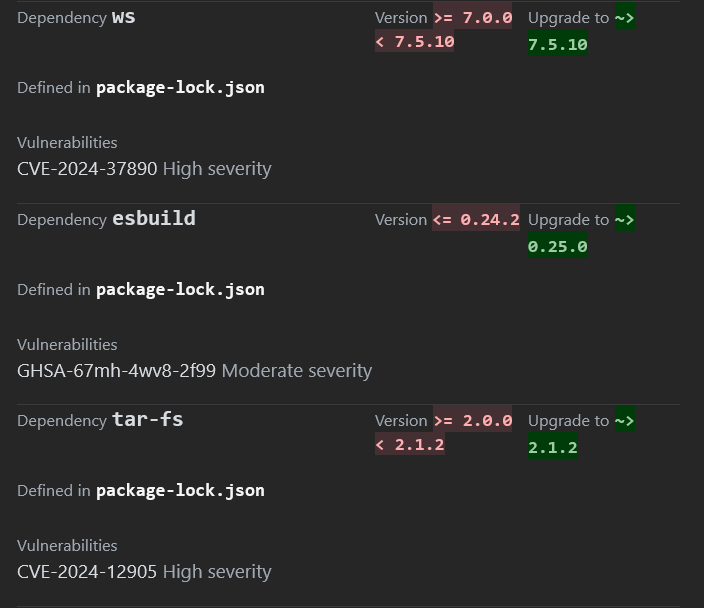 Dependency ws Version >= 7.0.0 Upgrade to ~>
< 7.5.10 7.5.10
Defined in package-lock.json
Vulnerabilities
CVE-2024-37890 High severity
Dependency esbuild Version <= 0.24.2 Upgrade to ~>
0.25.0
Defined in package-lock.json
Vulnerabilities
GHSA-67mh-4wv8-2f99 Moderate severity
Dependency tar-fs Version >= 2.0.0 Upgrade to ~>
< 2.1.2 2.1.2
Defined in package-lock.json
Vulnerabilities
CVE-2024-12905 High severity